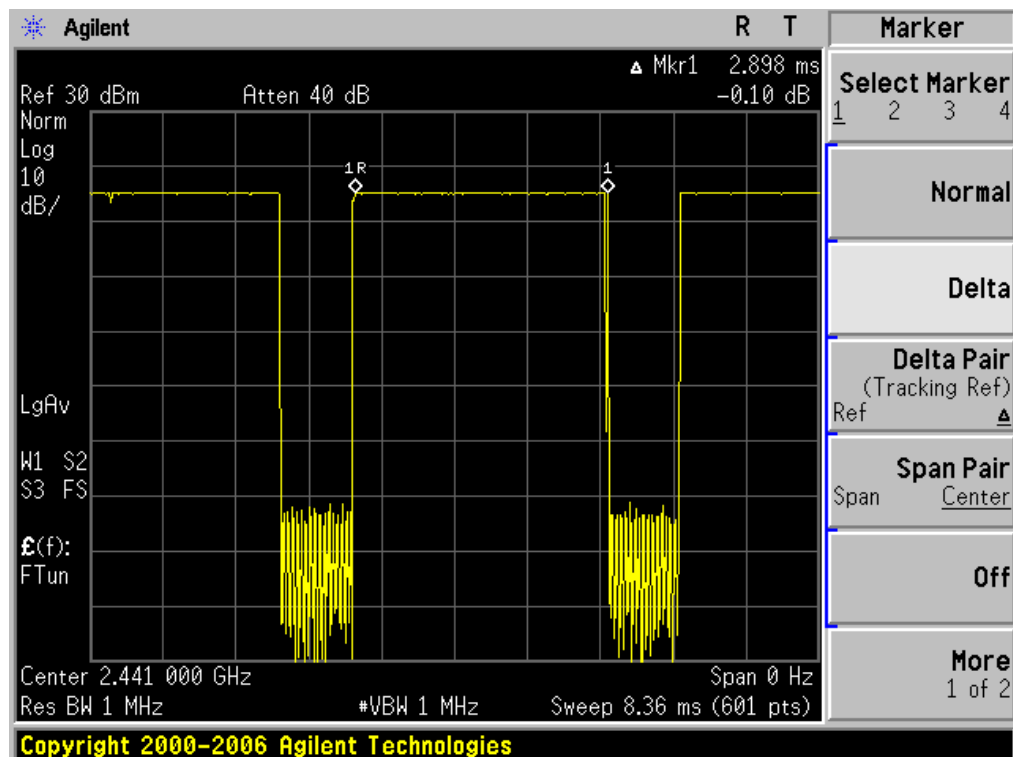 Agilent
R T
Marker
Mkr1 2.898 ms
Ref 30 dBm Atten 40 dB -0.10 dB
Norm
Log
10
dB/
1R
1
LgAv
W1 S2
S3 FS
£(f):
FTun
Center 2.441 000 GHz Span 0 Hz
Res BW 1 MHz #VBW 1 MHz Sweep 8.36 ms (601 pts)
Copyright 2000-2006 Agilent Technologies
Select Marker
1 2 3 4
Normal
Delta
Delta Pair
(Tracking Ref)
Ref Δ
Span Pair
Span Center
Off
More
1 of 2